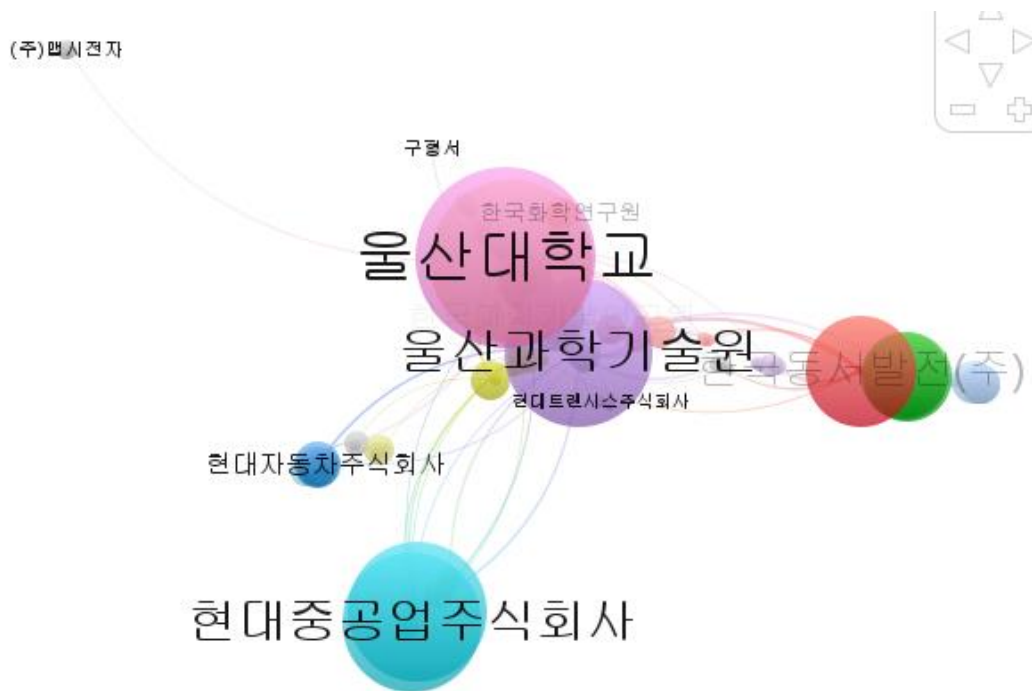 (주)맵시전자
구형서
한국화학연구원
울산대학교
울산과학기술원
한국동서발전(주)
현대트랜시스주식회사
현대자동차주식회사
현대중공업주식회사